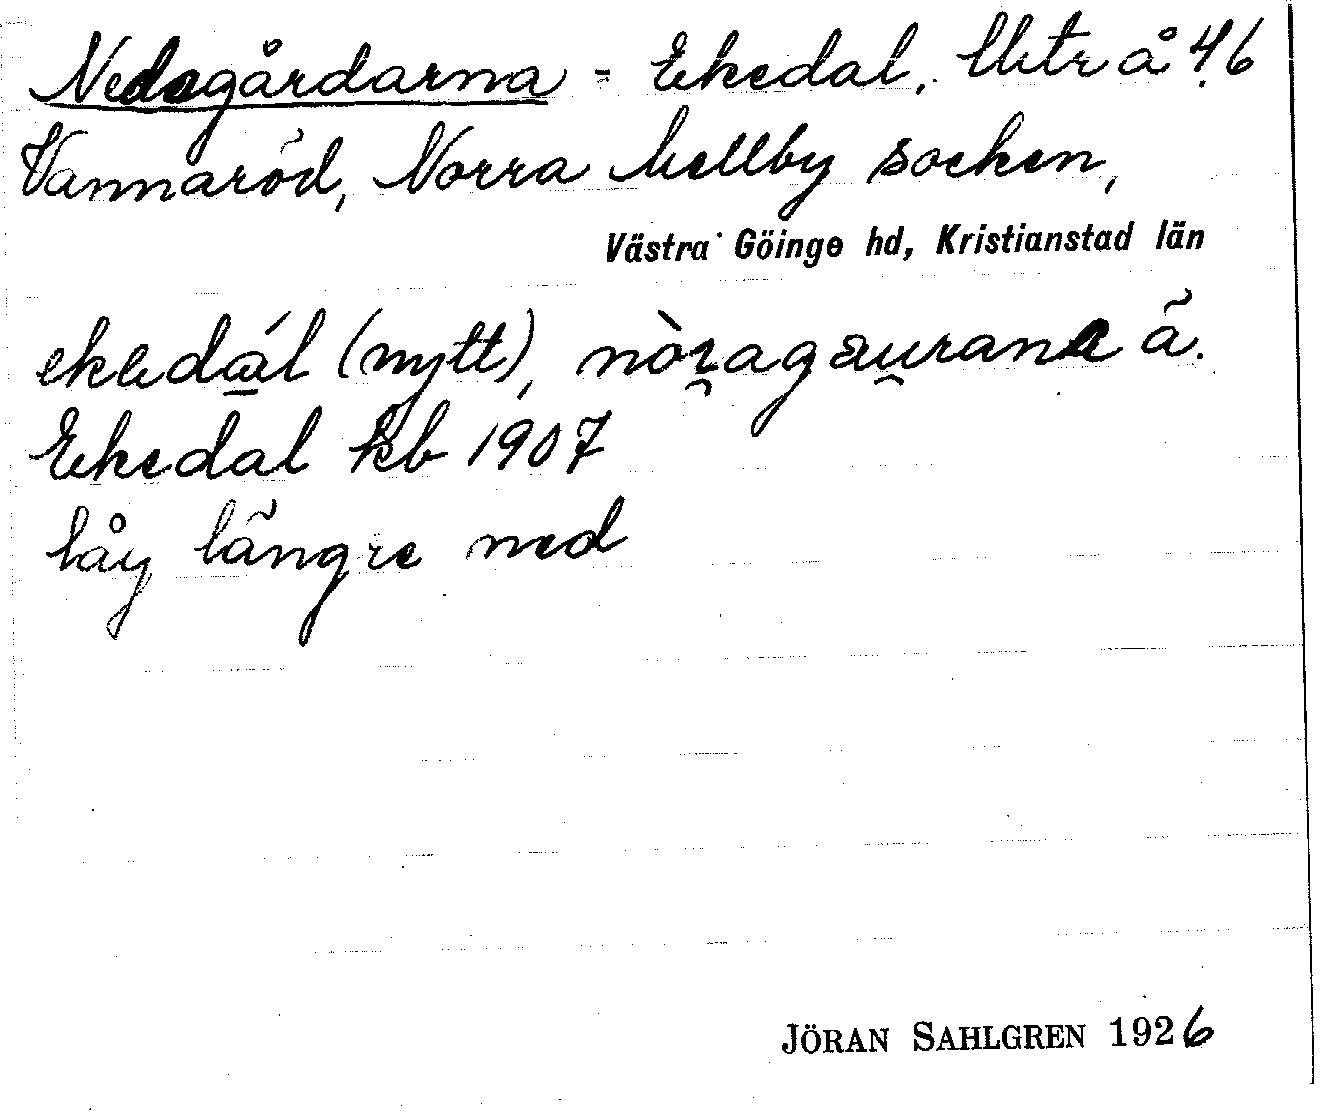 Nedagårdarna = Ekedal, Utr å 46
Vannaröd, Norra Mellby socken,
Västra Göinge hd, Kristianstad län
ekedál (nytt), nòragaurana ä.
Ekedal kb 1907
låg längre ned
JÖRAN SAHLGREN 1926